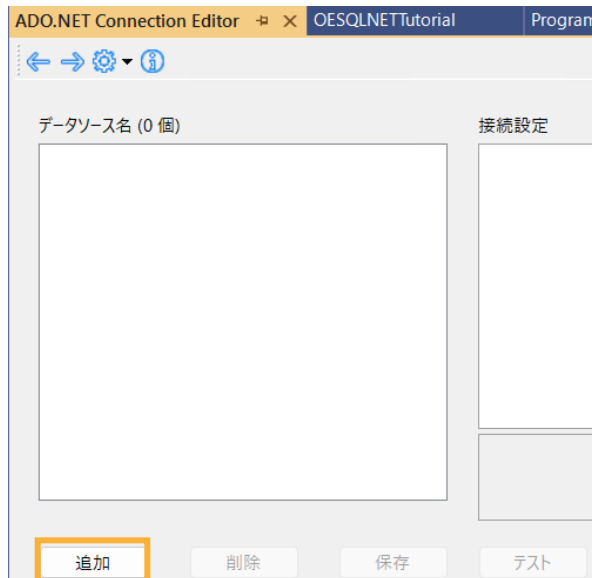 ADO.NET Connection Editor
OESQLNETTutorial
Program
データソース名 (0 個)
接続設定
追加
削除
保存
テスト